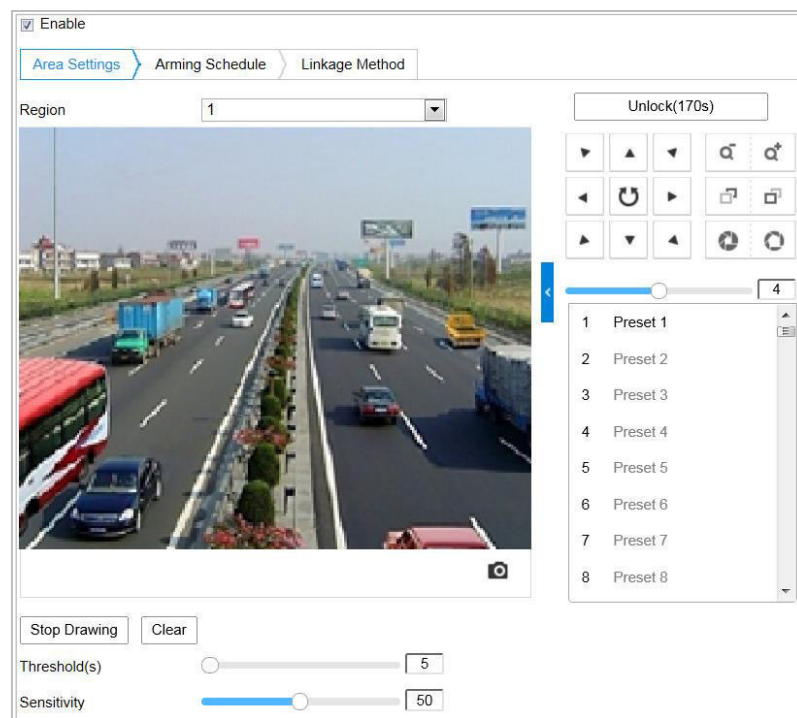 Enable
Area Settings
Arming Schedule
Linkage Method
Region
1
Unlock(170s)
4
1 Preset 1
2 Preset 2
3 Preset 3
4 Preset 4
5 Preset 5
6 Preset 6
7 Preset 7
8 Preset 8
Stop Drawing
Clear
Threshold(s)
5
Sensitivity
50